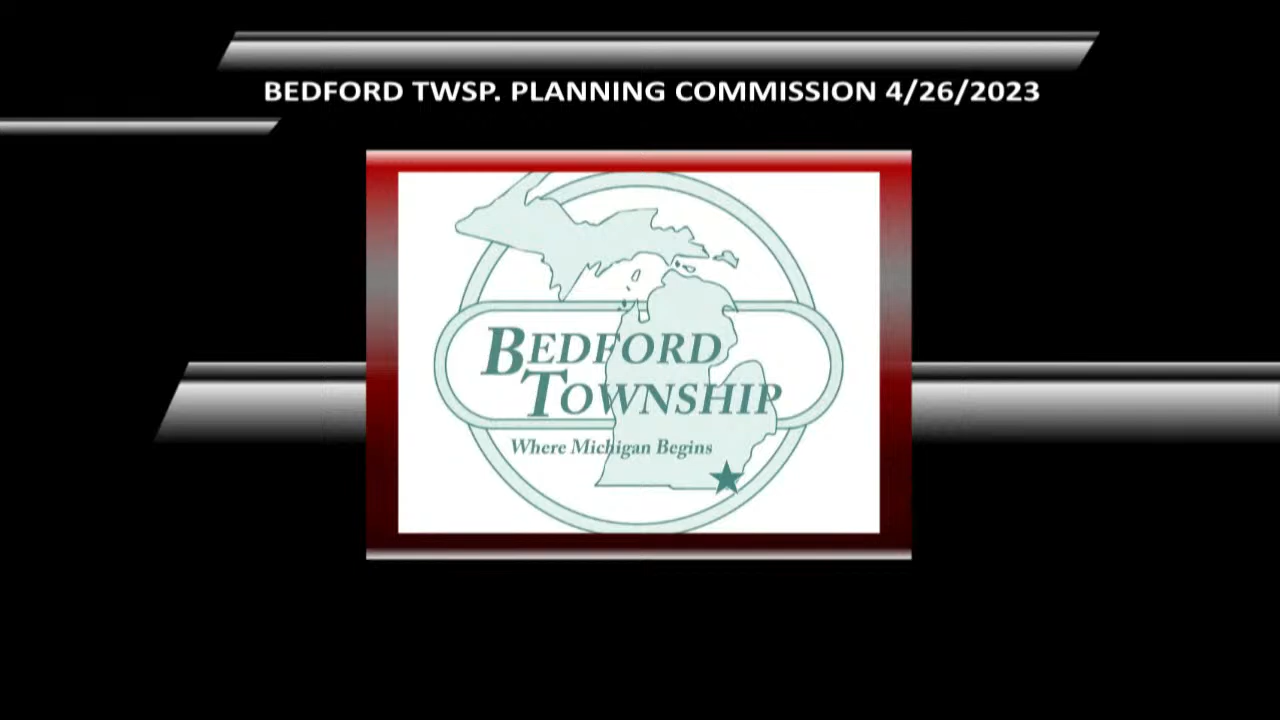 BEDFORD TWSP. PLANNING COMMISSION 4/26/2023
BEDFORD
TOWNSHIP
Where Michigan Begins